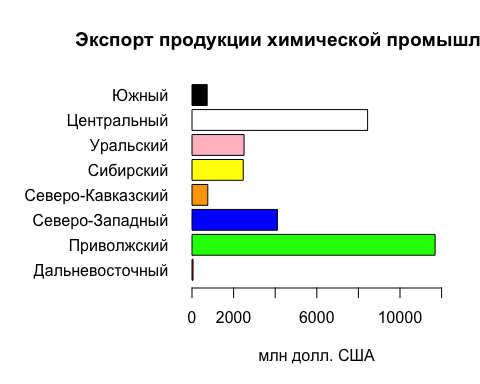 Экспорт продукции химической промышл
Южный
Центральный
Уральский
Сибирский
Северо-Кавказский
Северо-Западный
Приволжский
Дальневосточный
0 2000 6000 10000
млн долл. США